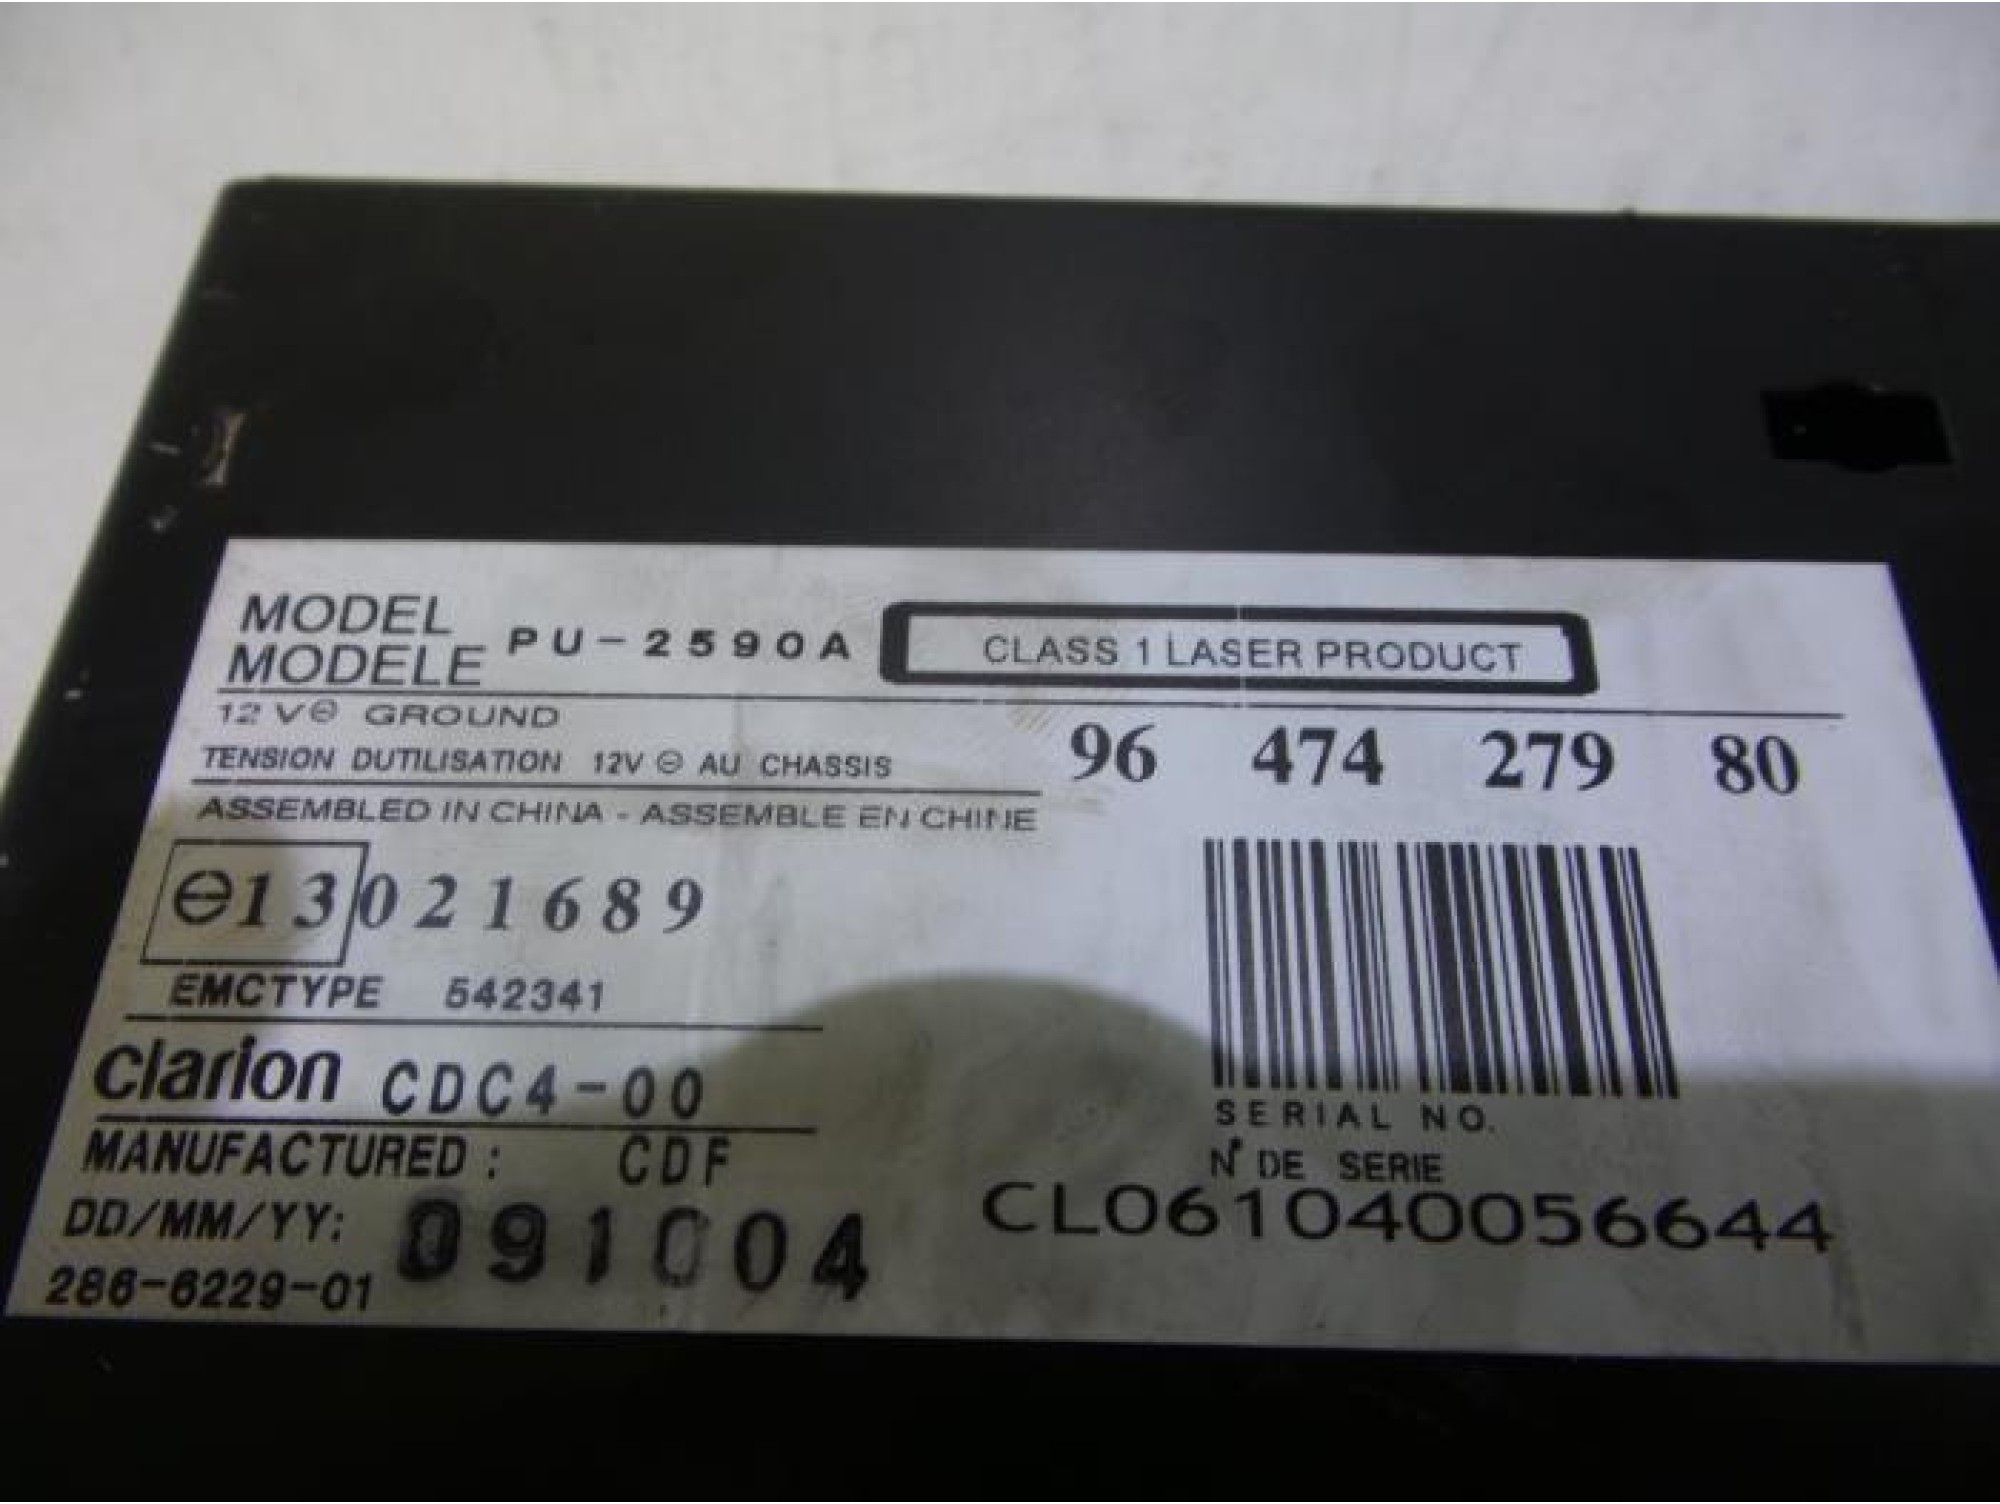 MODEL
MODELE PU-2590A CLASS 1 LASER PRODUCT
12 V⊖ GROUND
TENSION DUTILISATION 12V ⊖ AU CHASSIS
96 474 279 80
ASSEMBLED IN CHINA - ASSEMBLE EN CHINE
e13 021689
EMCTYPE 542341
clarion CDC4-00
MANUFACTURED: CDF
DD/MM/YY: 091004
286-6229-01
SERIAL NO.
N° DE SERIE
CL061040056644